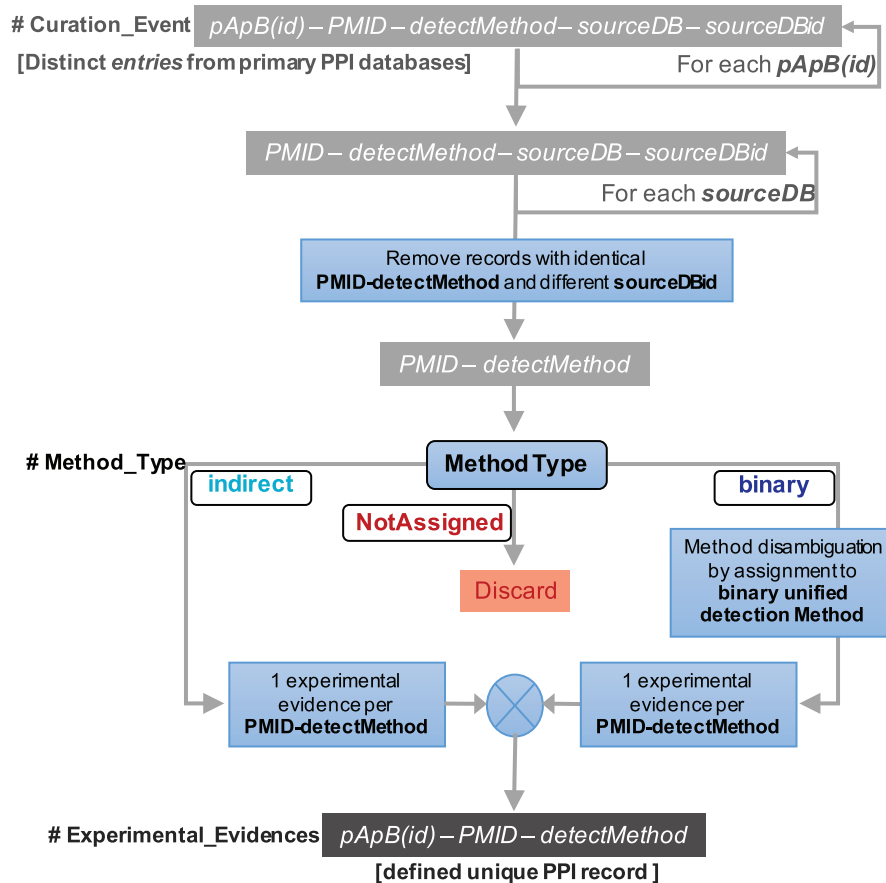 # Curation_Event pApB(id) – PMID – detectMethod – sourceDB – sourceDBid
[Distinct entries from primary PPI databases]
For each pApB(id)
PMID – detectMethod – sourceDB – sourceDBid
For each sourceDB
Remove records with identical
PMID-detectMethod and different sourceDBid
PMID – detectMethod
# Method_Type
Method Type
indirect
NotAssigned
binary
Discard
Method disambiguation
by assignment to
binary unified
detection Method
1 experimental
evidence per
PMID-detectMethod
1 experimental
evidence per
PMID-detectMethod
# Experimental_Evidences pApB(id) – PMID – detectMethod
[defined unique PPI record ]